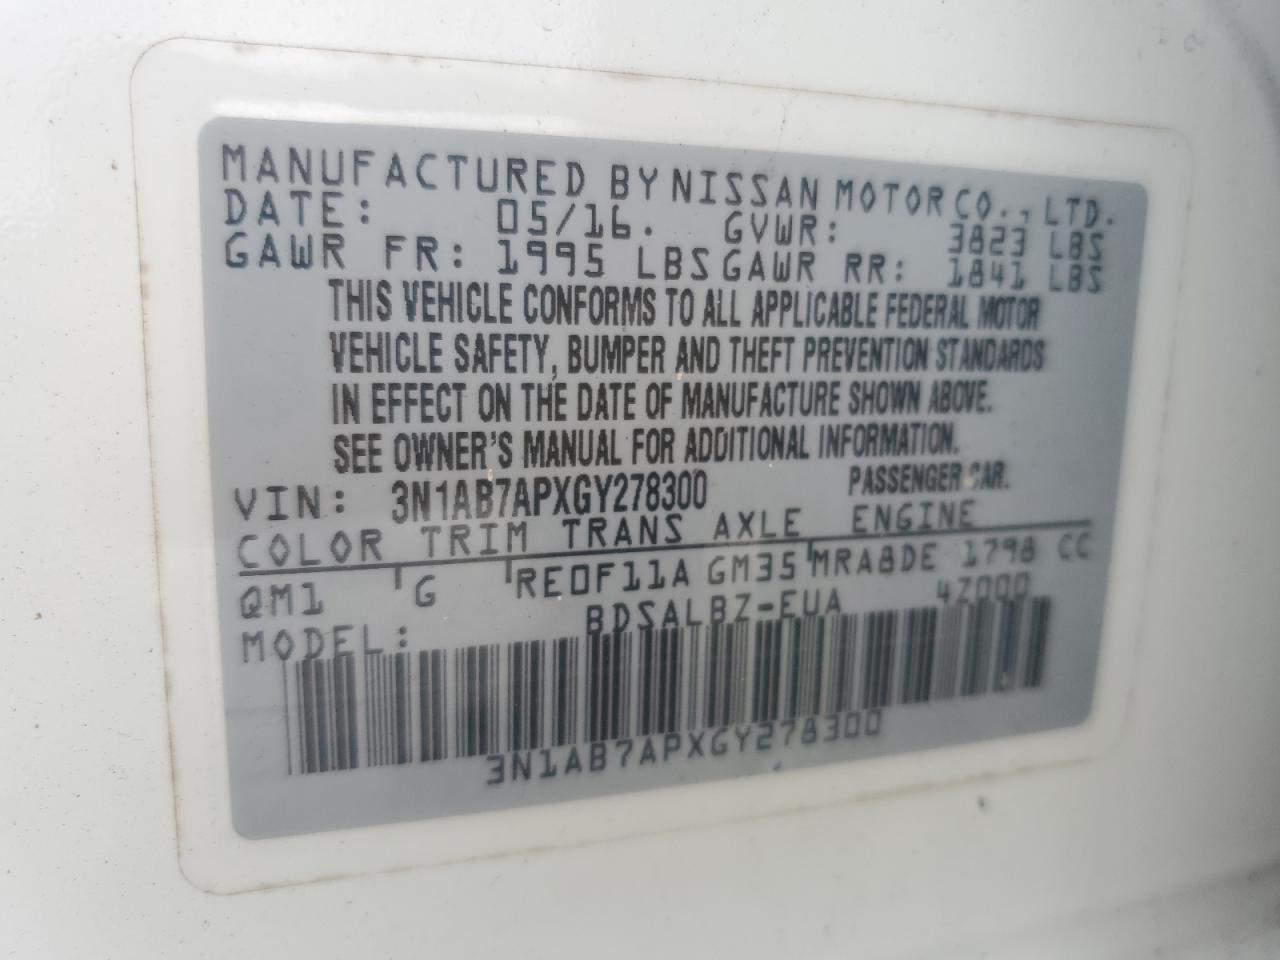 MANUFACTURED BY NISSAN MOTOR CO., LTD.
DATE: 05/16. GVWR: 3823 LBS
GAWR FR: 1995 LBS GAWR RR: 1841 LBS
THIS VEHICLE CONFORMS TO ALL APPLICABLE FEDERAL MOTOR
VEHICLE SAFETY, BUMPER AND THEFT PREVENTION STANDARDS
IN EFFECT ON THE DATE OF MANUFACTURE SHOWN ABOVE.
SEE OWNER'S MANUAL FOR ADDITIONAL INFORMATION.
VIN: 3N1AB7APXGY278300 PASSENGER CAR.
COLOR TRIM TRANS AXLE ENGINE
QM1 G RE0F11A GM35 MRA8DE 1798 CC
MODEL: BDSALBZ-EUA 4Z000
3N1AB7APXGY278300